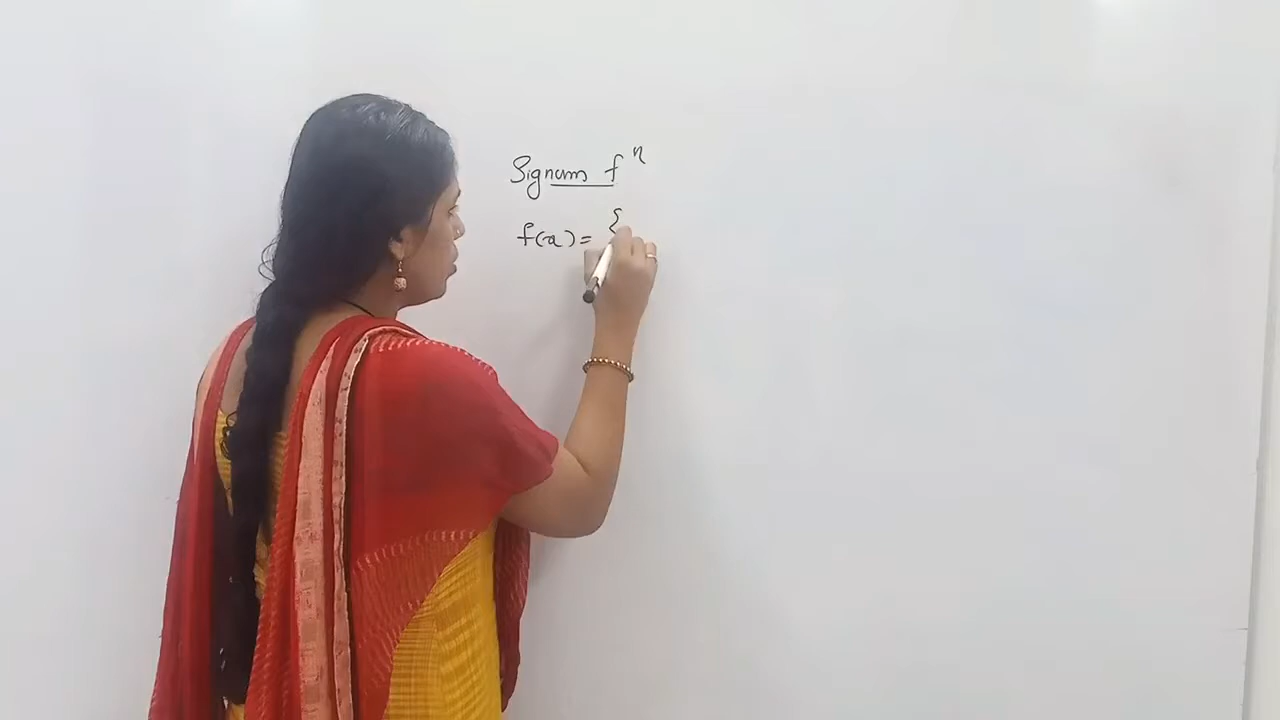 Signum fⁿ
f(x)= {